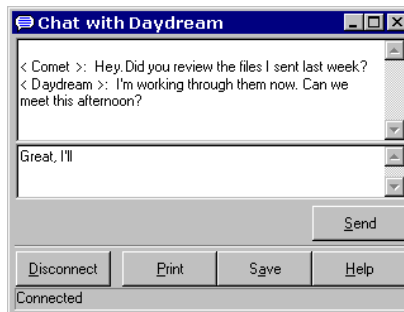 Chat with Daydream
< Comet >:  Hey. Did you review the files I sent last week?
< Daydream >:  I'm working through them now. Can we
meet this afternoon?
Great, I'll
Send
Disconnect Print Save Help
Connected